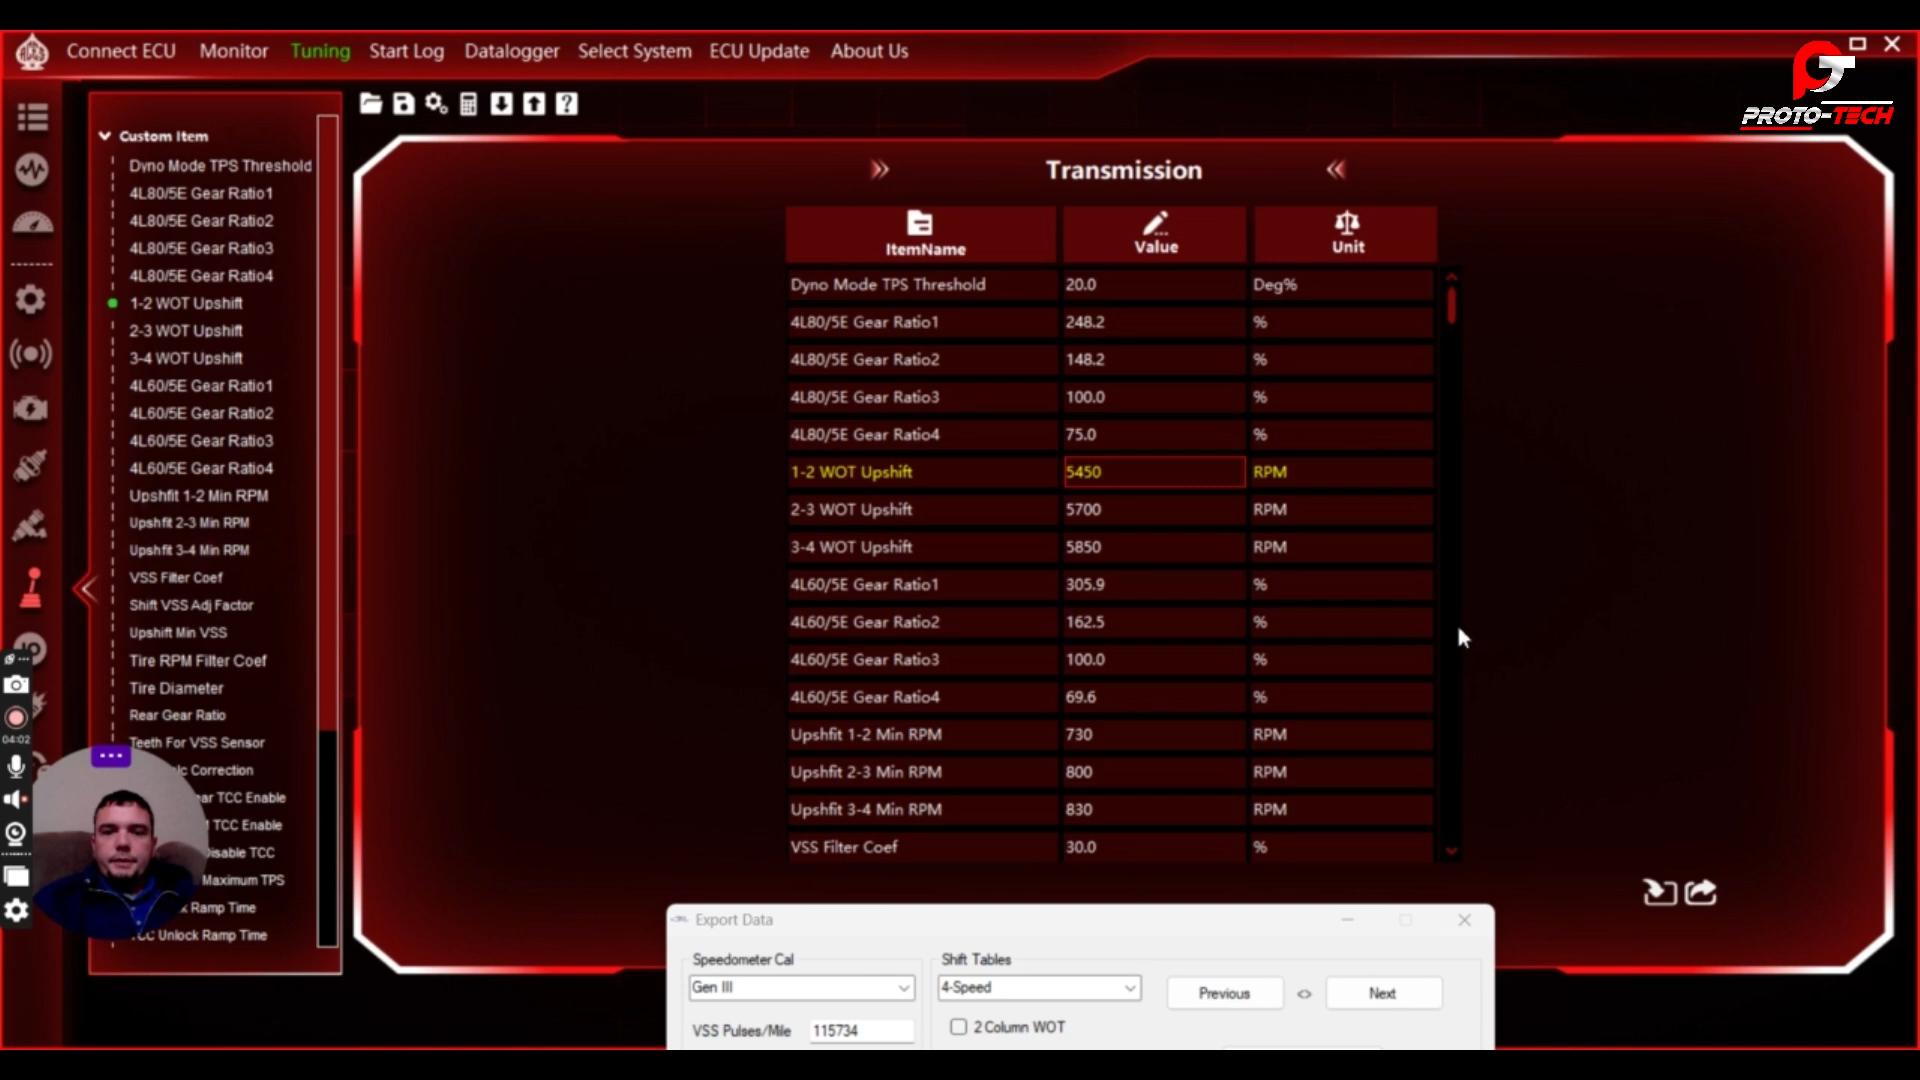 Connect ECU Monitor Tuning Start Log Datalogger Select System ECU Update About Us
PROTO-TECH
Custom Item
Dyno Mode TPS Threshold
4L80/5E Gear Ratio1
4L80/5E Gear Ratio2
4L80/5E Gear Ratio3
4L80/5E Gear Ratio4
1-2 WOT Upshift
2-3 WOT Upshift
3-4 WOT Upshift
4L60/5E Gear Ratio1
4L60/5E Gear Ratio2
4L60/5E Gear Ratio3
4L60/5E Gear Ratio4
Upshfit 1-2 Min RPM
Upshfit 2-3 Min RPM
Upshfit 3-4 Min RPM
VSS Filter Coef
Shift VSS Adj Factor
Upshift Min VSS
Tire RPM Filter Coef
Tire Diameter
Rear Gear Ratio
Teeth For VSS Sensor
Correction
TCC Enable
TCC Enable
TCC
Maximum TPS
Ramp Time
TCC Unlock Ramp Time
04:02
Transmission
ItemName Value Unit
Dyno Mode TPS Threshold 20.0 Deg%
4L80/5E Gear Ratio1 248.2 %
4L80/5E Gear Ratio2 148.2 %
4L80/5E Gear Ratio3 100.0 %
4L80/5E Gear Ratio4 75.0 %
1-2 WOT Upshift 5450 RPM
2-3 WOT Upshift 5700 RPM
3-4 WOT Upshift 5850 RPM
4L60/5E Gear Ratio1 305.9 %
4L60/5E Gear Ratio2 162.5 %
4L60/5E Gear Ratio3 100.0 %
4L60/5E Gear Ratio4 69.6 %
Upshfit 1-2 Min RPM 730 RPM
Upshfit 2-3 Min RPM 800 RPM
Upshfit 3-4 Min RPM 830 RPM
VSS Filter Coef 30.0 %
Export Data
Speedometer Cal Shift Tables
Gen III 4-Speed Previous <> Next
VSS Pulses/Mile 115734 2 Column WOT